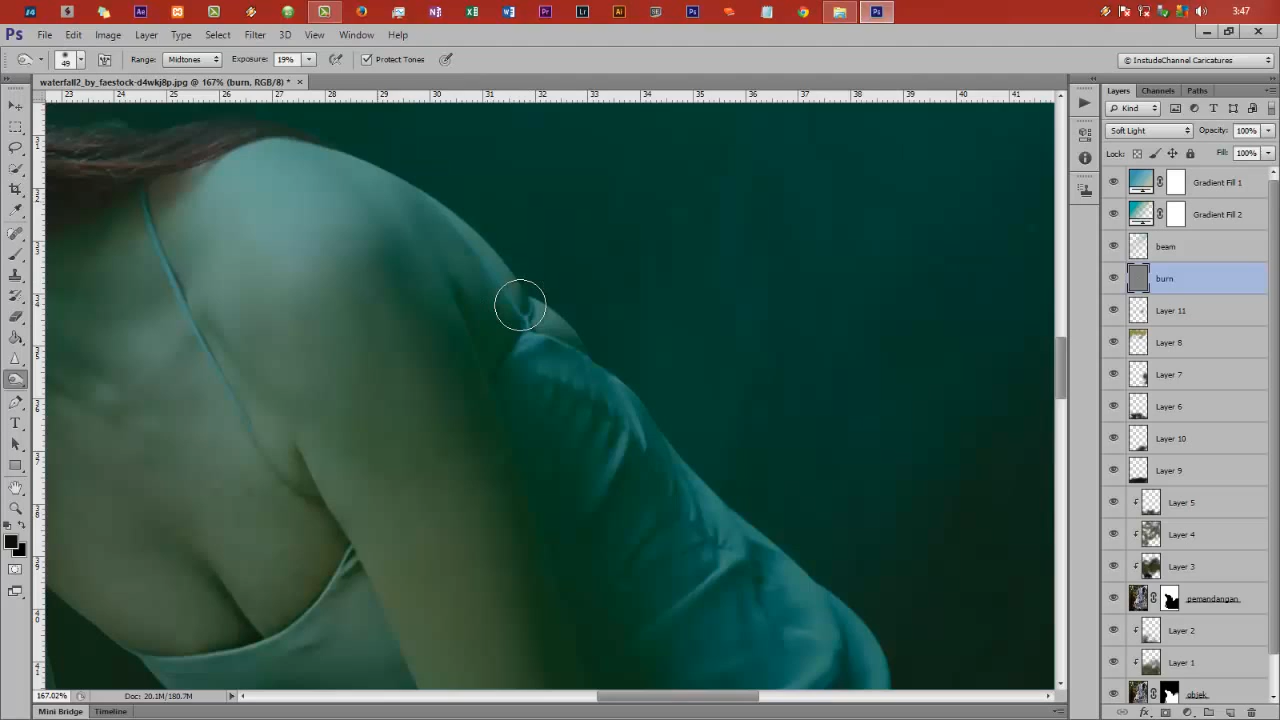 3:47
Ps File Edit Image Layer Type Select Filter 3D View Window Help
49 Range: Midtones Exposure: 19% Protect Tones © InstudeChannel Caricatures
waterfall2_by_faestock-d4wkj8p.jpg @ 167% (burn, RGB/8) * ×
23 24 25 26 27 28 29 30 31 32 33 34 35 36 37 38 39 40 41
Layers Channels Paths
Kind
Soft Light Opacity: 100%
Lock: Fill: 100%
Gradient Fill 1
Gradient Fill 2
beam
burn
Layer 11
Layer 8
Layer 7
Layer 6
Layer 10
Layer 9
Layer 5
Layer 4
Layer 3
pemandangan
Layer 2
Layer 1
objek
167.02% Doc: 20.1M/180.7M
Mini Bridge Timeline